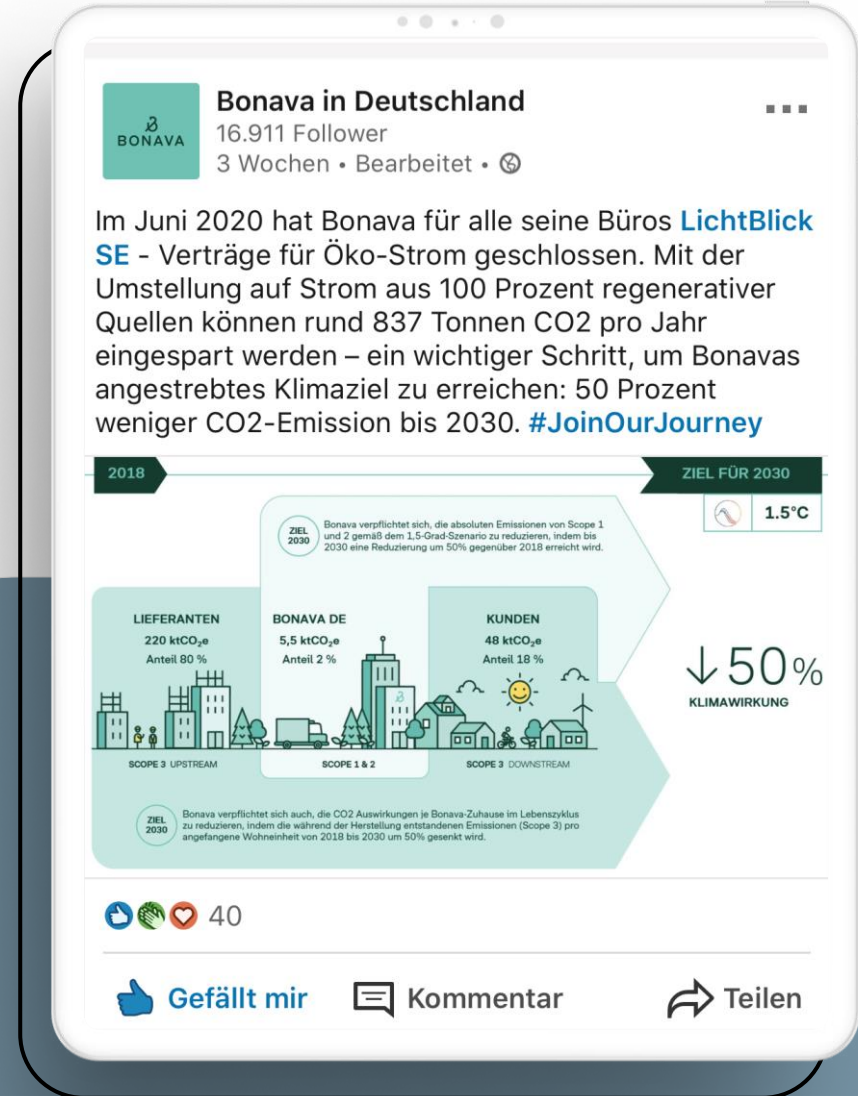 BONAVA
Bonava in Deutschland
16.911 Follower
3 Wochen • Bearbeitet •
Im Juni 2020 hat Bonava für alle seine Büros LichtBlick
SE - Verträge für Öko-Strom geschlossen. Mit der
Umstellung auf Strom aus 100 Prozent regenerativer
Quellen können rund 837 Tonnen CO2 pro Jahr
eingespart werden – ein wichtiger Schritt, um Bonavas
angestrebtes Klimaziel zu erreichen: 50 Prozent
weniger CO2-Emission bis 2030. #JoinOurJourney
2018
ZIEL FÜR 2030
1.5°C
ZIEL
2030
Bonava verpflichtet sich, die absoluten Emissionen von Scope 1
und 2 gemäß dem 1,5-Grad-Szenario zu reduzieren, indem bis
2030 eine Reduzierung um 50% gegenüber 2018 erreicht wird.
LIEFERANTEN
220 ktCO₂e
Anteil 80 %
BONAVA DE
5,5 ktCO₂e
Anteil 2 %
KUNDEN
48 ktCO₂e
Anteil 18 %
↓50%
KLIMAWIRKUNG
SCOPE 3 UPSTREAM
SCOPE 1 & 2
SCOPE 3 DOWNSTREAM
ZIEL
2030
Bonava verpflichtet sich auch, die CO2 Auswirkungen je Bonava-Zuhause im Lebenszyklus
zu reduzieren, indem die während der Herstellung entstandenen Emissionen (Scope 3) pro
angefangene Wohneinheit von 2018 bis 2030 um 50% gesenkt wird.
40
Gefällt mir
Kommentar
Teilen